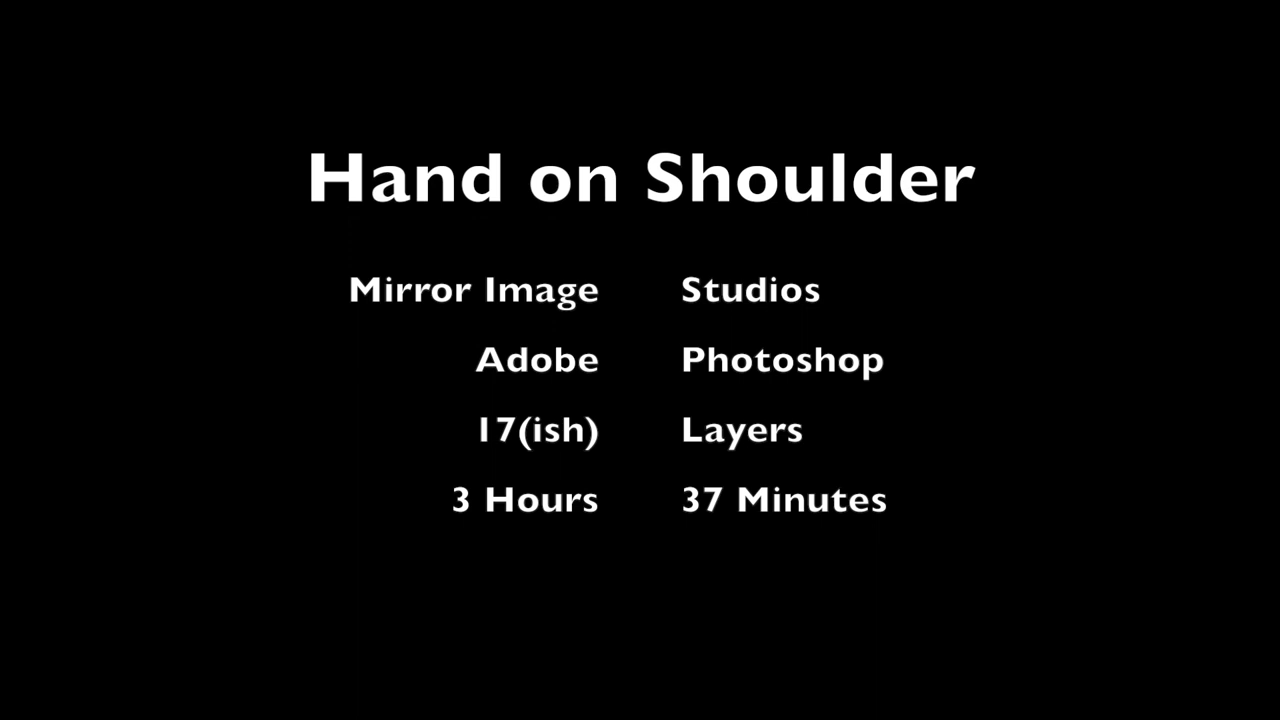 Hand on Shoulder
Mirror Image Studios
Adobe Photoshop
17(ish) Layers
3 Hours 37 Minutes